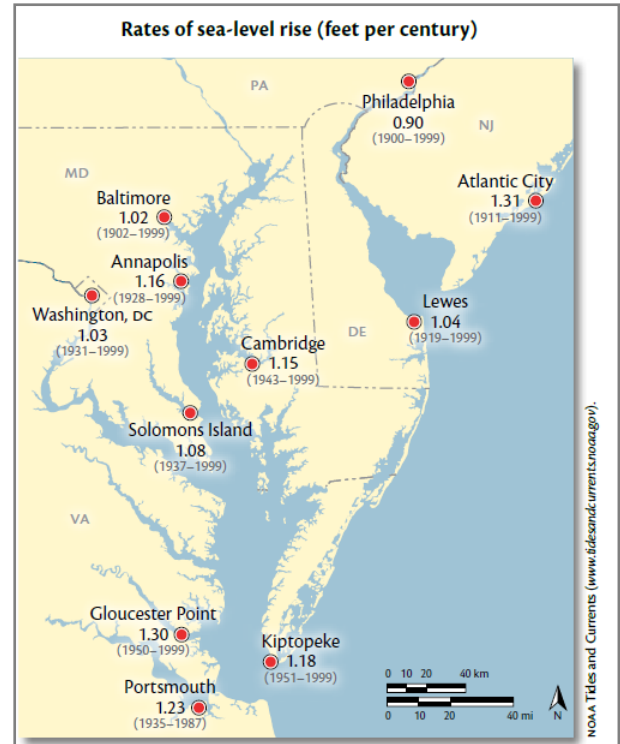 Rates of sea-level rise (feet per century)
PA
Philadelphia
0.90
(1900–1999)
NJ
MD
Atlantic City
1.31
(1911–1999)
Baltimore
1.02
(1902–1999)
Annapolis
1.16
(1928–1999)
Washington, DC
1.03
(1931–1999)
Lewes
1.04
(1919–1999)
DE
Cambridge
1.15
(1943–1999)
Solomons Island
1.08
(1937–1999)
VA
Gloucester Point
1.30
(1950–1999)
Kiptopeke
1.18
(1951–1999)
Portsmouth
1.23
(1935–1987)
0 10 20 40 km
0 10 20 40 mi
N
NOAA Tides and Currents (www.tidesandcurrents.noaa.gov).